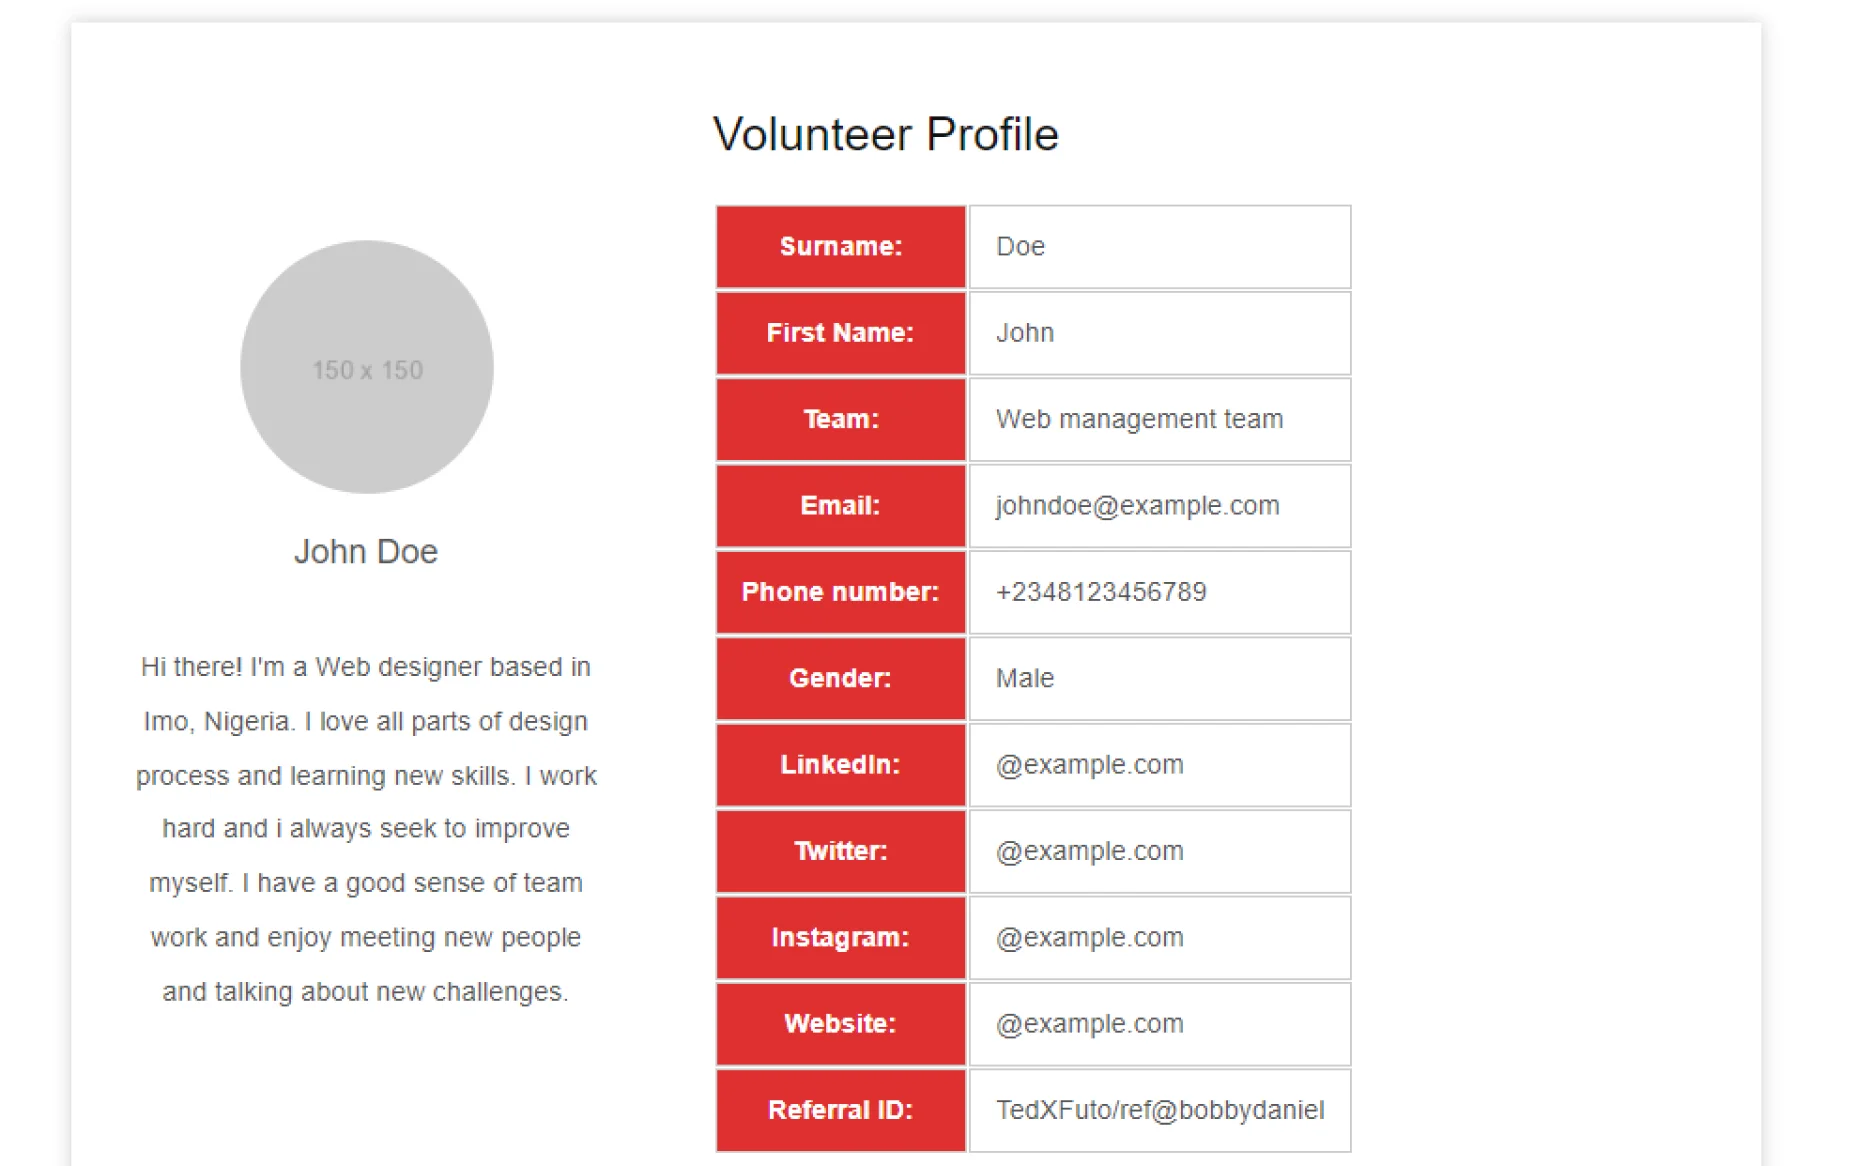 Volunteer Profile
150 x 150
John Doe
Hi there! I'm a Web designer based in
Imo, Nigeria. I love all parts of design
process and learning new skills. I work
hard and i always seek to improve
myself. I have a good sense of team
work and enjoy meeting new people
and talking about new challenges.
Surname: Doe
First Name: John
Team: Web management team
Email: johndoe@example.com
Phone number: +2348123456789
Gender: Male
LinkedIn: @example.com
Twitter: @example.com
Instagram: @example.com
Website: @example.com
Referral ID: TedXFuto/ref@bobbydaniel